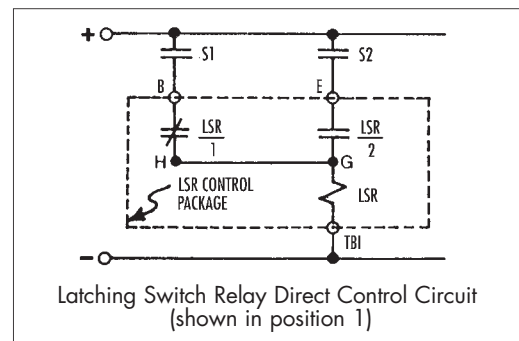 +
S1
S2
B
E
LSR
1
LSR
2
H
G
LSR CONTROL
PACKAGE
LSR
TBI
-
Latching Switch Relay Direct Control Circuit
(shown in position 1)